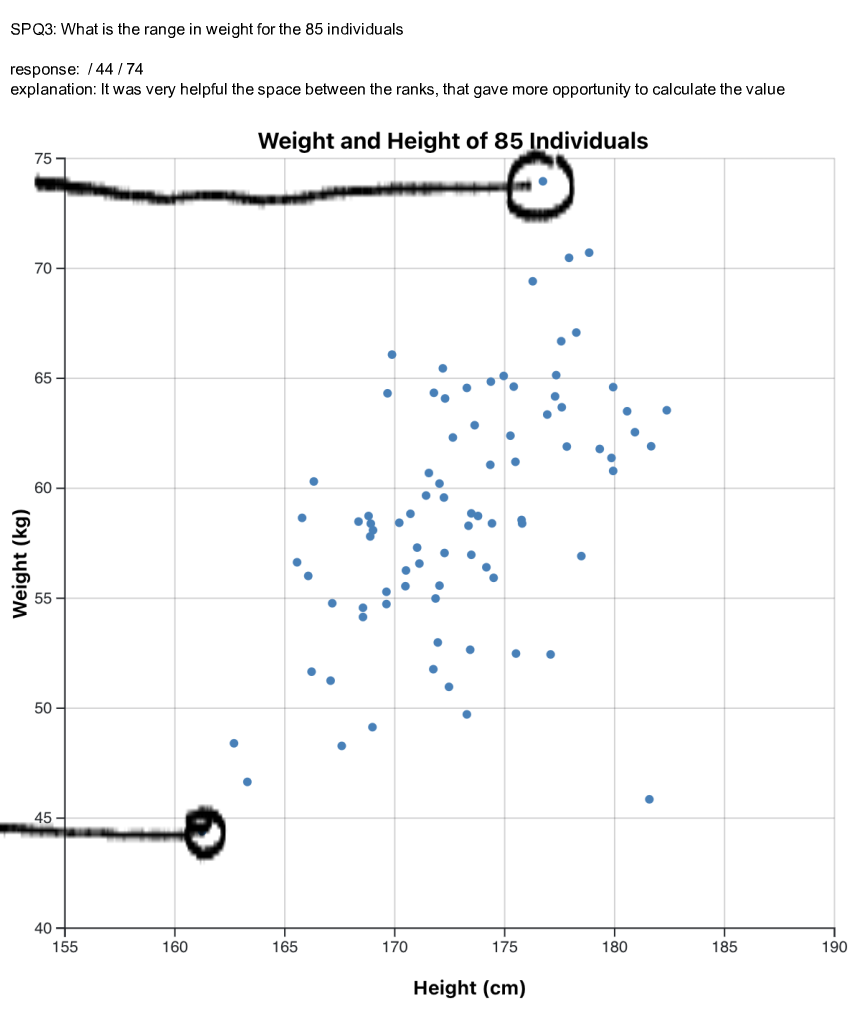 SPQ3: What is the range in weight for the 85 individuals
response: / 44 / 74
explanation: It was very helpful the space between the ranks, that gave more opportunity to calculate the value
Weight and Height of 85 Individuals
75
70
65
60
55
50
45
40
Weight (kg)
155 160 165 170 175 180 185 190
Height (cm)